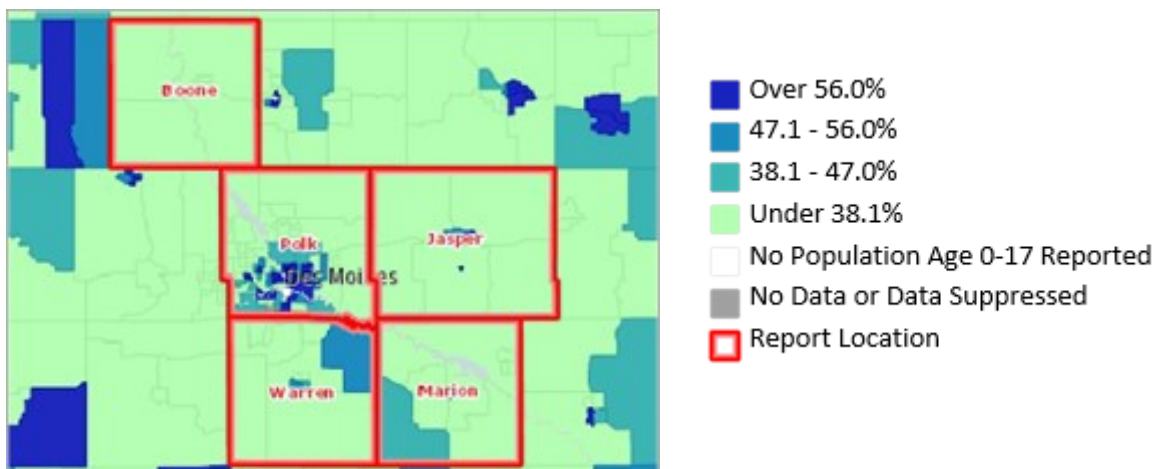 Boone
Polk
Jasper
Des Moines
Warren
Marion
Over 56.0%
47.1 - 56.0%
38.1 - 47.0%
Under 38.1%
No Population Age 0-17 Reported
No Data or Data Suppressed
Report Location